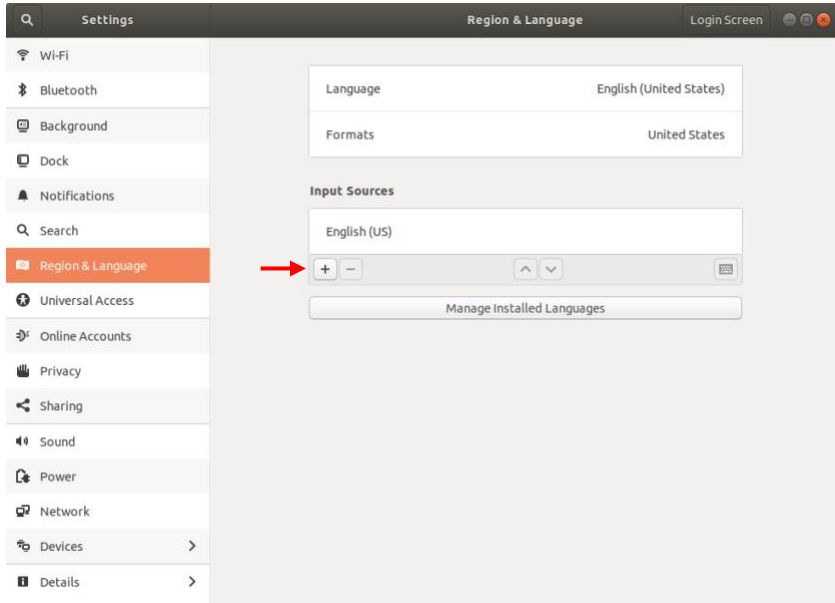 Settings
Region & Language
Login Screen
Wi-Fi
Bluetooth
Background
Dock
Notifications
Search
Region & Language
Universal Access
Online Accounts
Privacy
Sharing
Sound
Power
Network
Devices
Details
Language
English (United States)
Formats
United States
Input Sources
English (US)
Manage Installed Languages